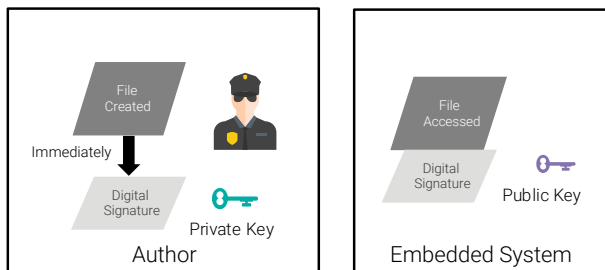 File
Created
Immediately
Digital
Signature
Private Key
Author
File
Accessed
Digital
Signature
Public Key
Embedded System